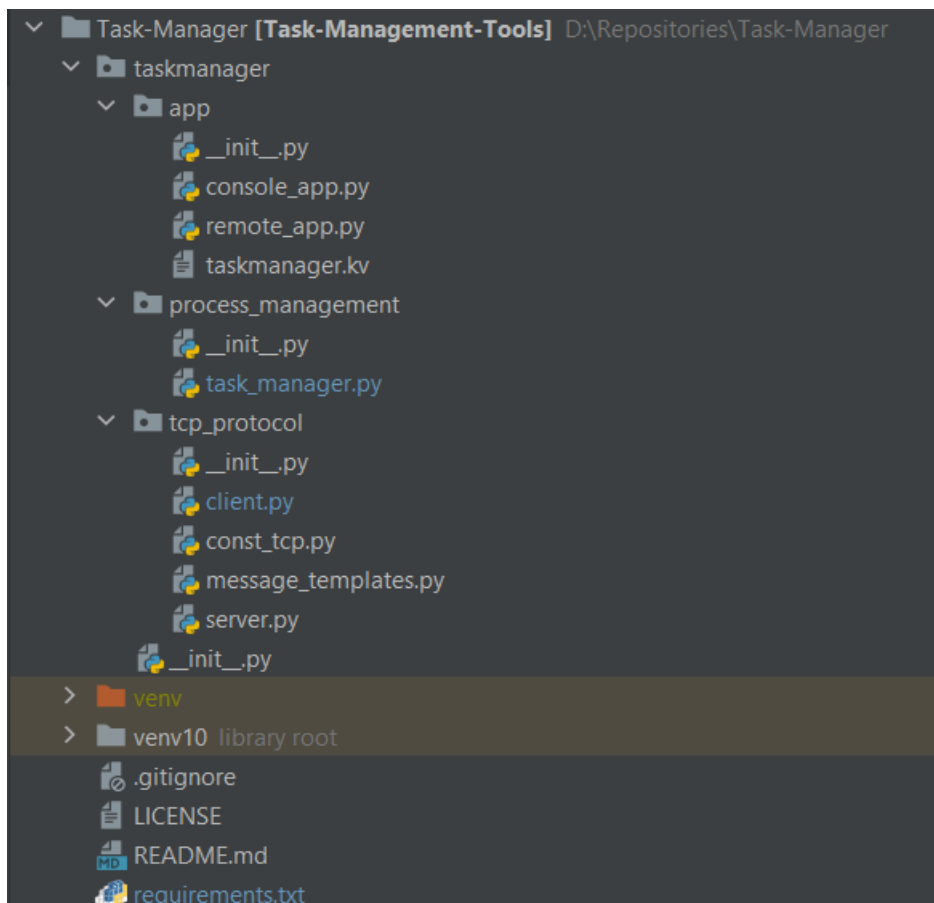 Task-Manager [Task-Management-Tools] D:\Repositories\Task-Manager
taskmanager
app
__init__.py
console_app.py
remote_app.py
taskmanager.kv
process_management
__init__.py
task_manager.py
tcp_protocol
__init__.py
client.py
const_tcp.py
message_templates.py
server.py
__init__.py
venv
venv10 library root
.gitignore
LICENSE
MD README.md
requirements.txt